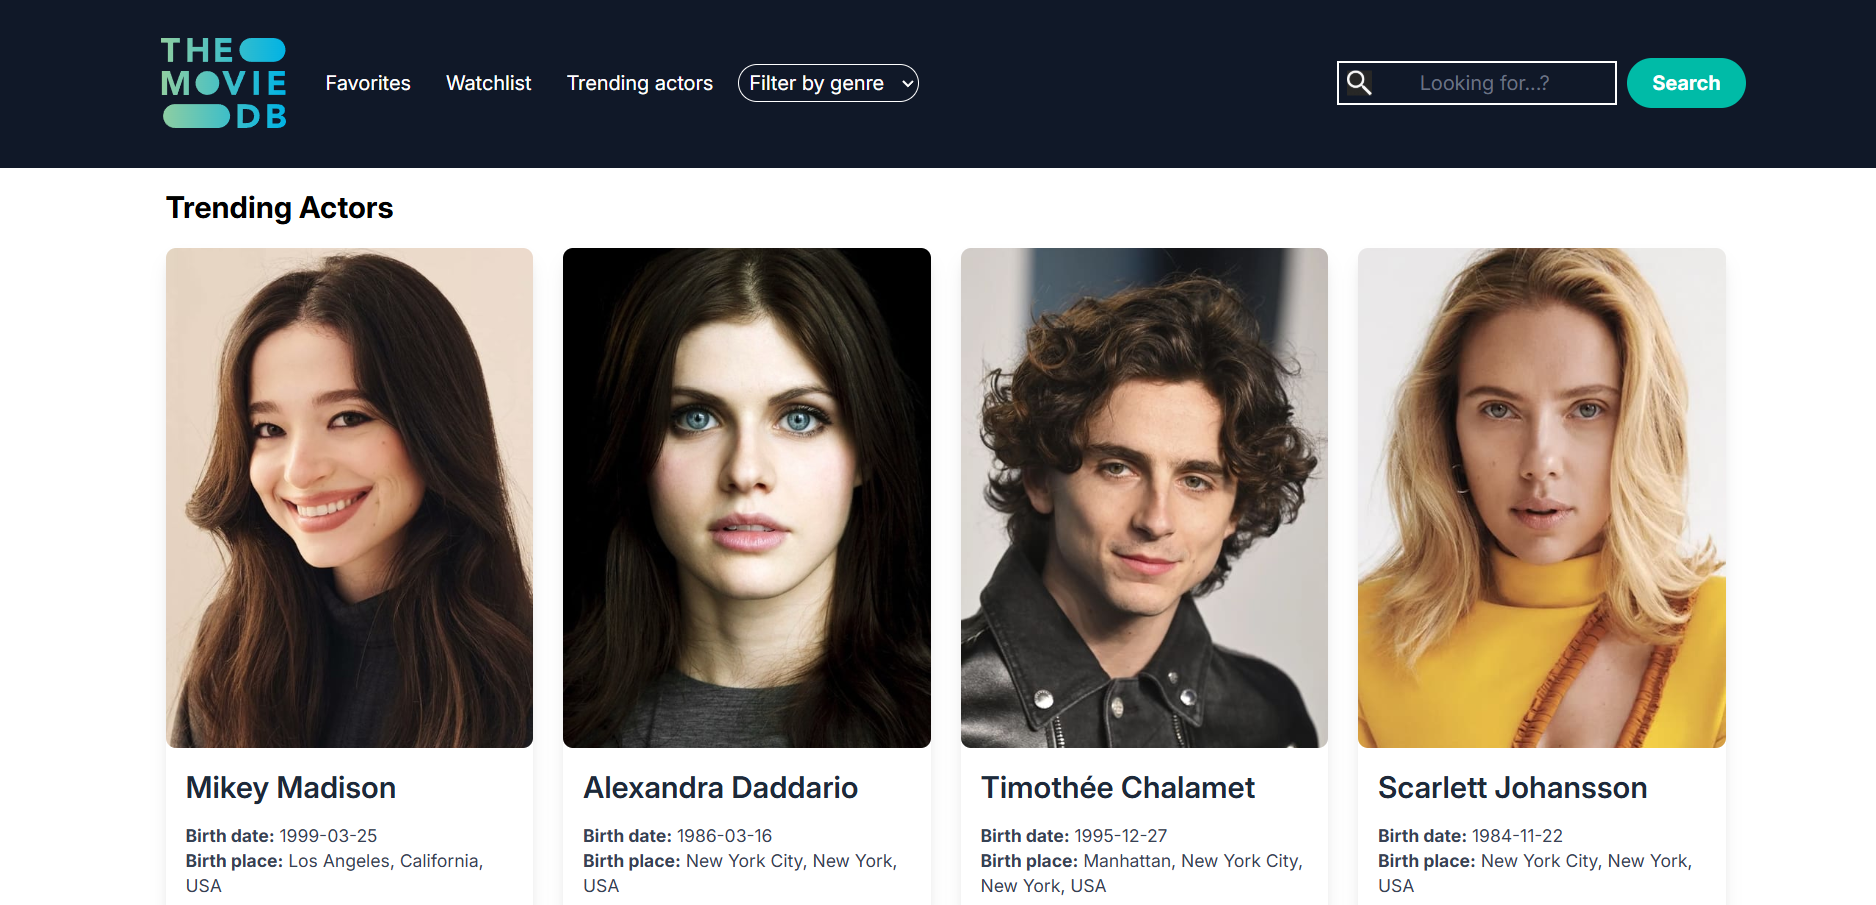 THE
MOVIE
DB
Favorites Watchlist Trending actors Filter by genre Looking for...? Search
Trending Actors
Mikey Madison
Birth date: 1999-03-25
Birth place: Los Angeles, California,
USA
Alexandra Daddario
Birth date: 1986-03-16
Birth place: New York City, New York,
USA
Timothée Chalamet
Birth date: 1995-12-27
Birth place: Manhattan, New York City,
New York, USA
Scarlett Johansson
Birth date: 1984-11-22
Birth place: New York City, New York,
USA